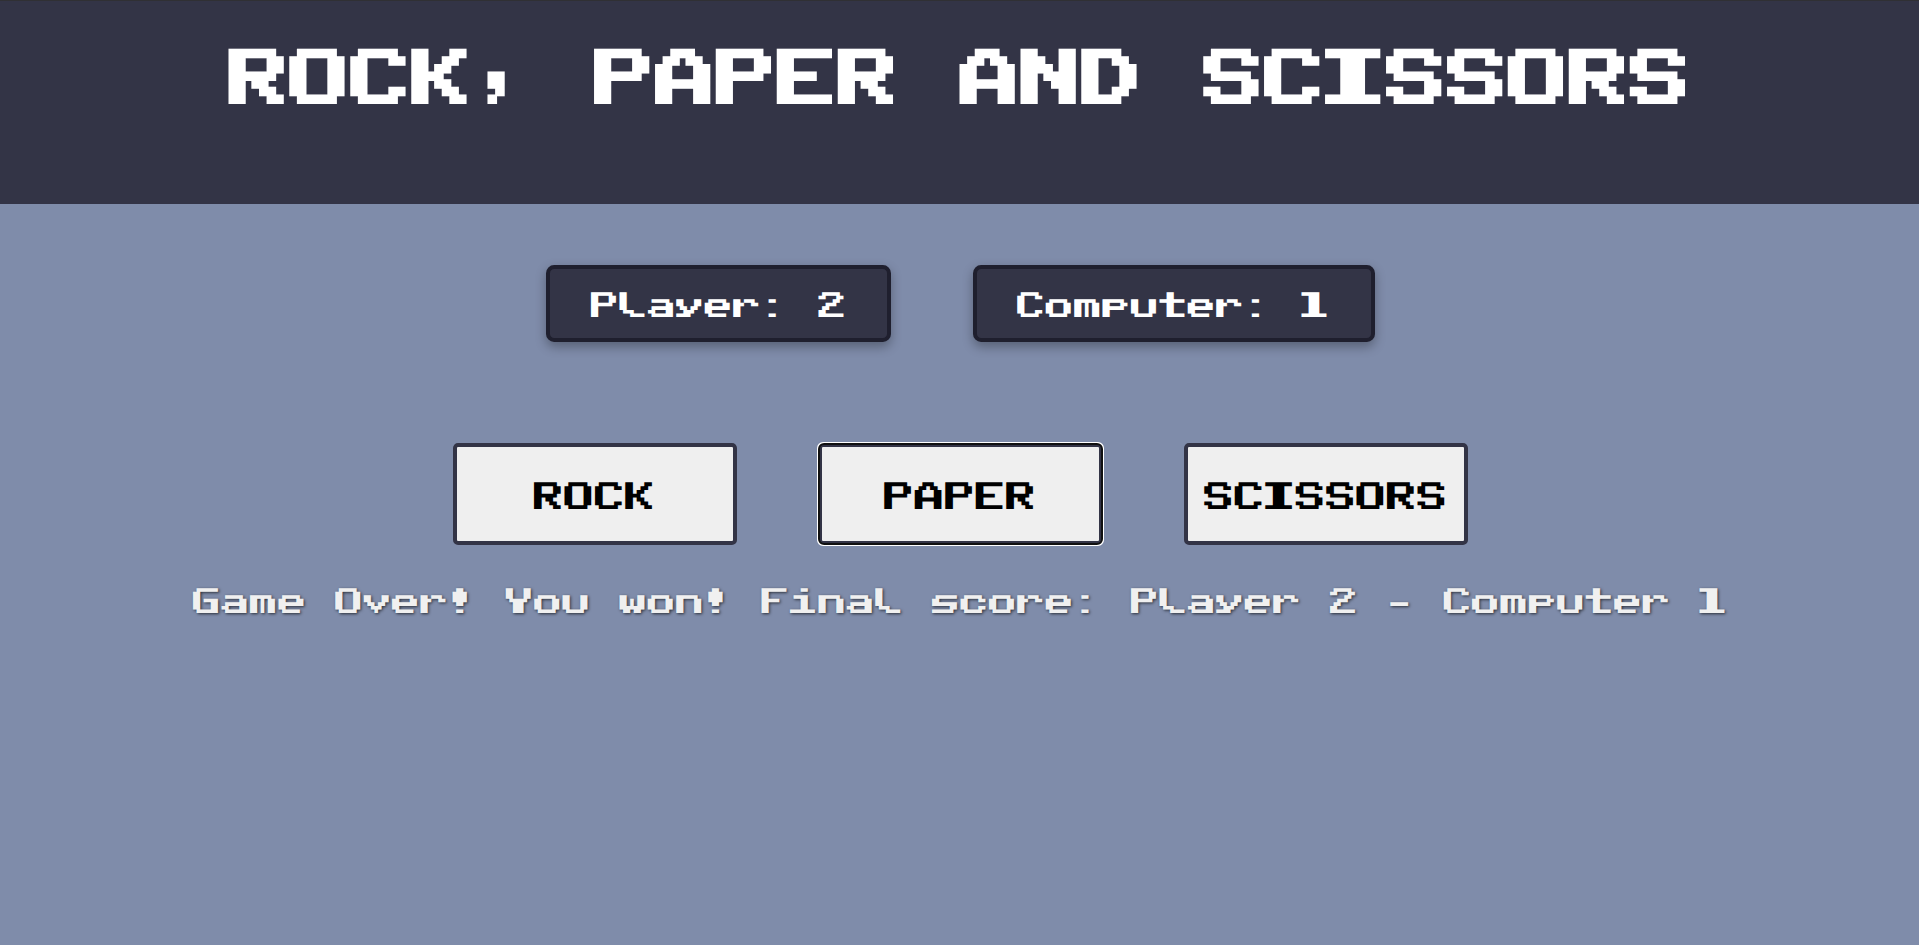 ROCK, PAPER AND SCISSORS
Player: 2
Computer: 1
ROCK
PAPER
SCISSORS
Game Over! You won! Final score: Player 2 - Computer 1